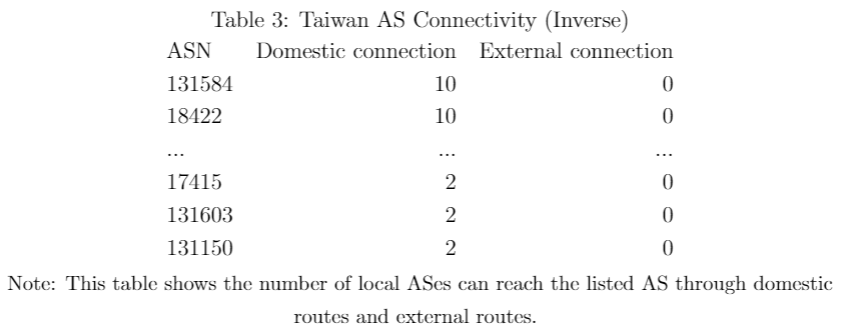 Table 3: Taiwan AS Connectivity (Inverse)
ASN Domestic connection External connection
131584 10 0
18422 10 0
... ... ...
17415 2 0
131603 2 0
131150 2 0
Note: This table shows the number of local ASes can reach the listed AS through domestic
routes and external routes.